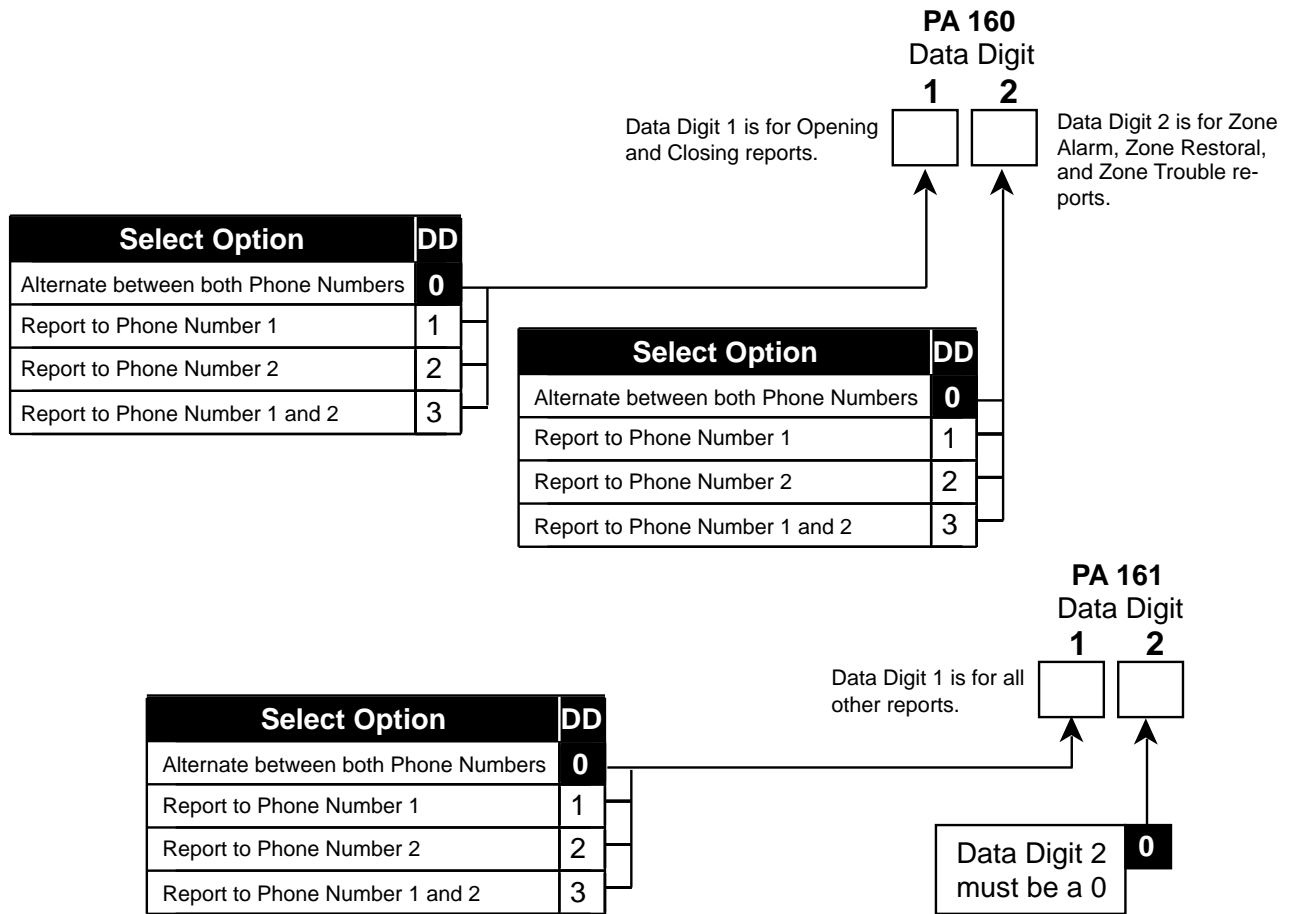 PA 160
Data Digit
1 2
Data Digit 1 is for Opening
and Closing reports.
Data Digit 2 is for Zone
Alarm, Zone Restoral,
and Zone Trouble re-
ports.
Select Option DD
Alternate between both Phone Numbers 0
Report to Phone Number 1 1
Report to Phone Number 2 2
Report to Phone Number 1 and 2 3
Select Option DD
Alternate between both Phone Numbers 0
Report to Phone Number 1 1
Report to Phone Number 2 2
Report to Phone Number 1 and 2 3
PA 161
Data Digit
1 2
Data Digit 1 is for all
other reports.
Select Option DD
Alternate between both Phone Numbers 0
Report to Phone Number 1 1
Report to Phone Number 2 2
Report to Phone Number 1 and 2 3
Data Digit 2 0
must be a 0